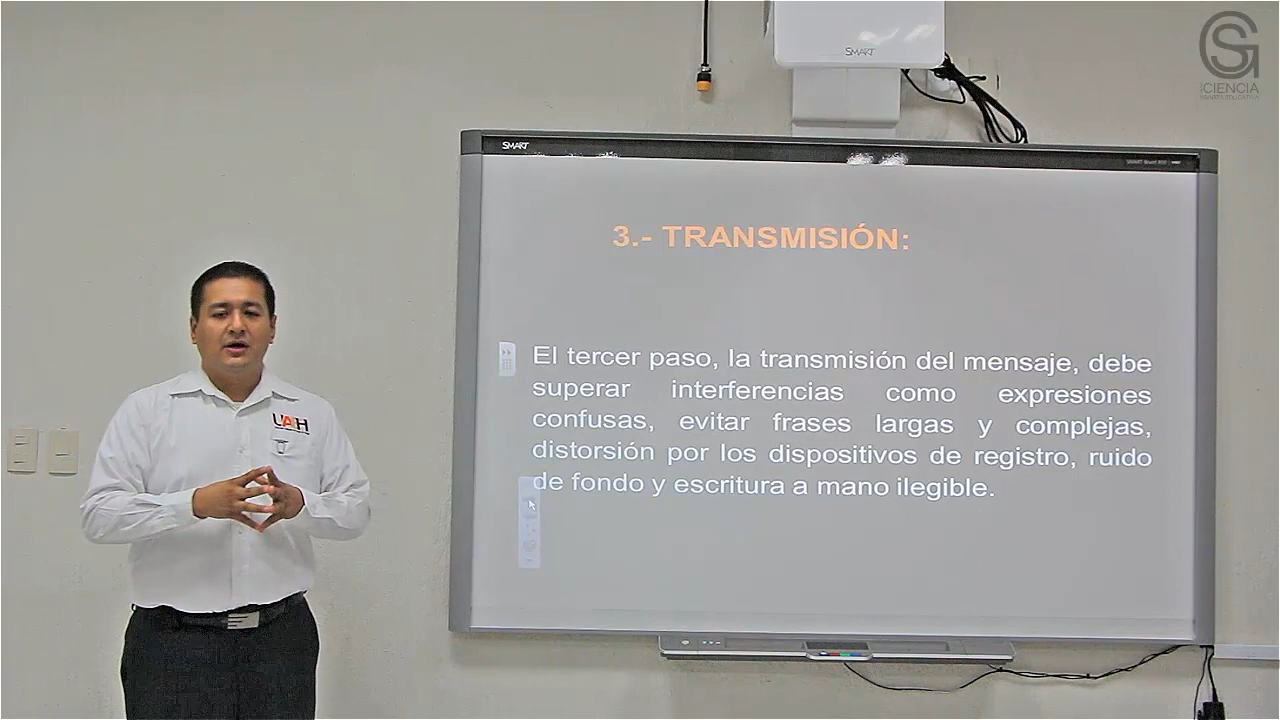 SMART
CIENCIA
SMART
3.- TRANSMISIÓN:
El tercer paso, la transmisión del mensaje, debe
superar interferencias como expresiones
confusas, evitar frases largas y complejas,
distorsión por los dispositivos de registro, ruido
de fondo y escritura a mano ilegible.